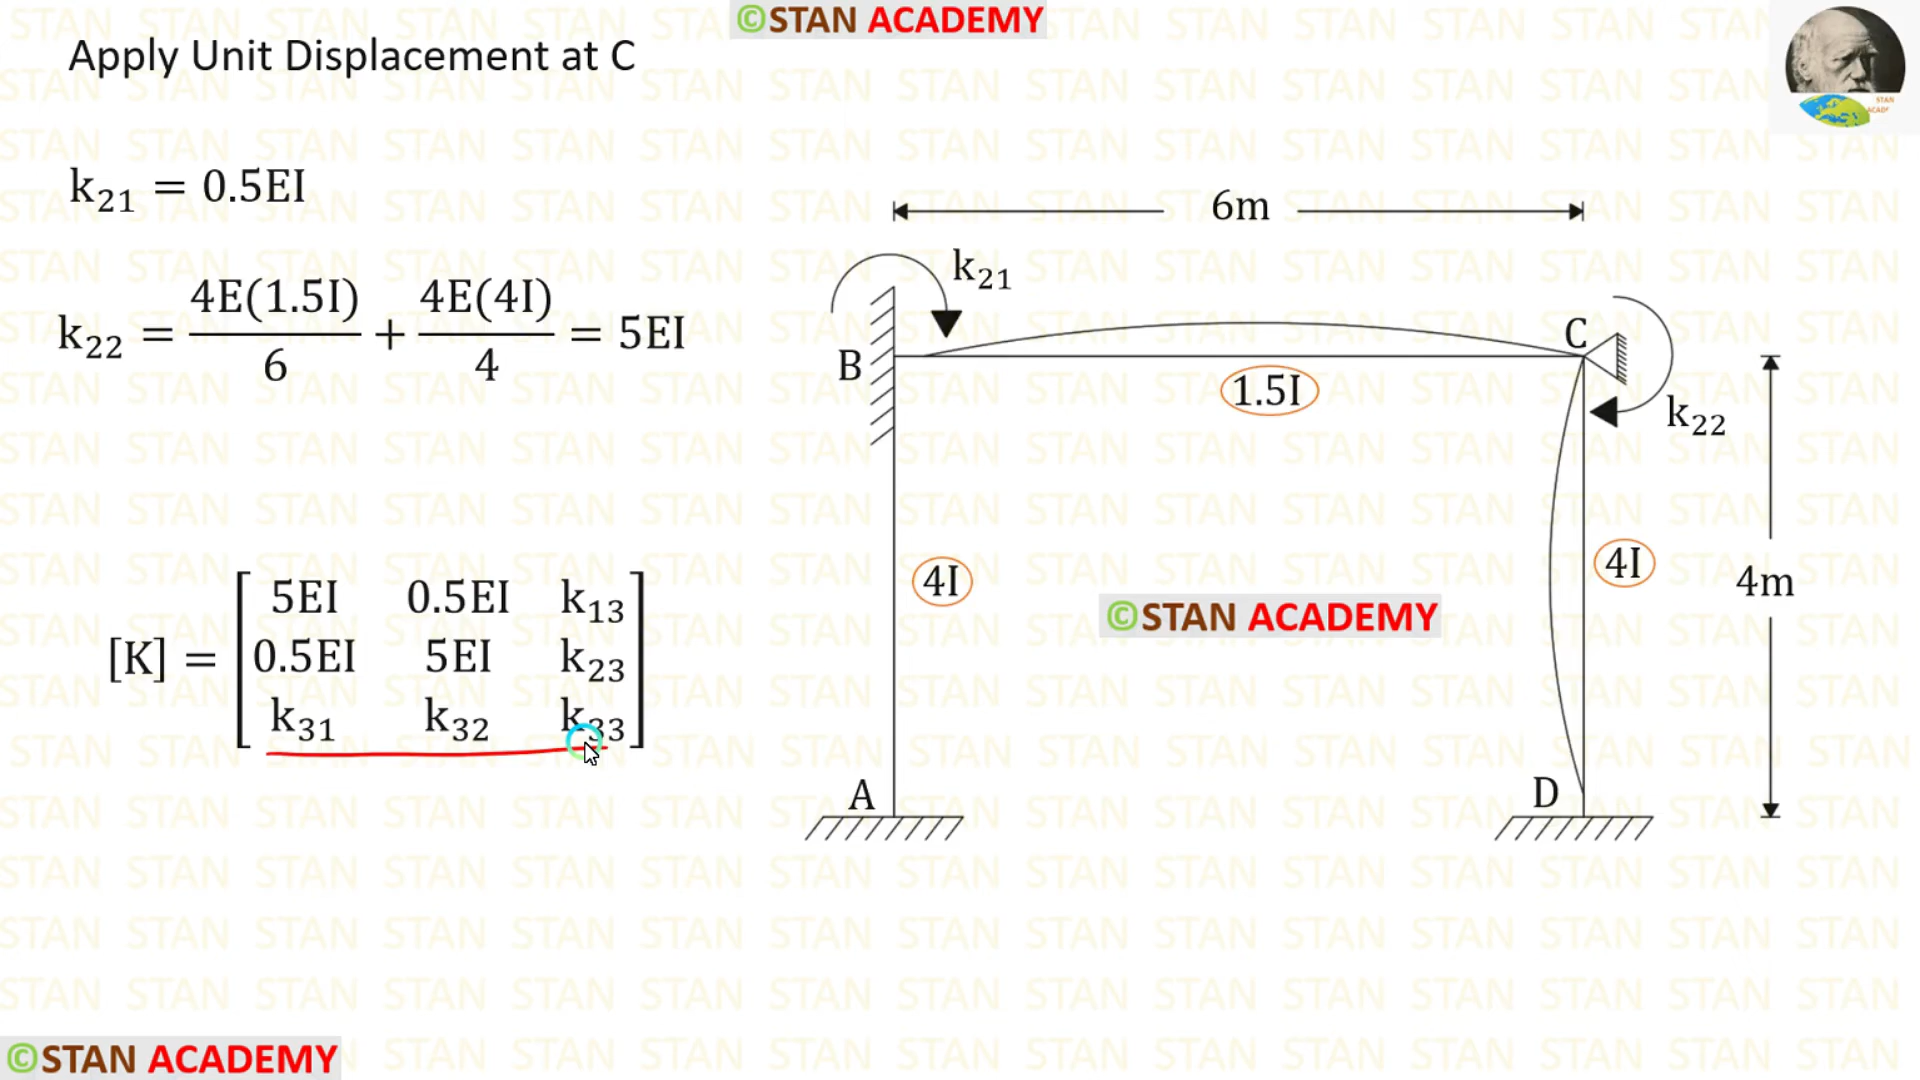 ©STAN ACADEMY
Apply Unit Displacement at C
STAN
ACADF
k₂₁ = 0.5EI
k₂₂ = 4E(1.5I)/6 + 4E(4I)/4 = 5EI
[K] = [5EI 0.5EI k₁₃
0.5EI 5EI k₂₃
k₃₁ k₃₂ k₃₃]
6m
k₂₁
B
C
1.5I
k₂₂
4I
4I
4m
©STAN ACADEMY
A
D
©STAN ACADEMY